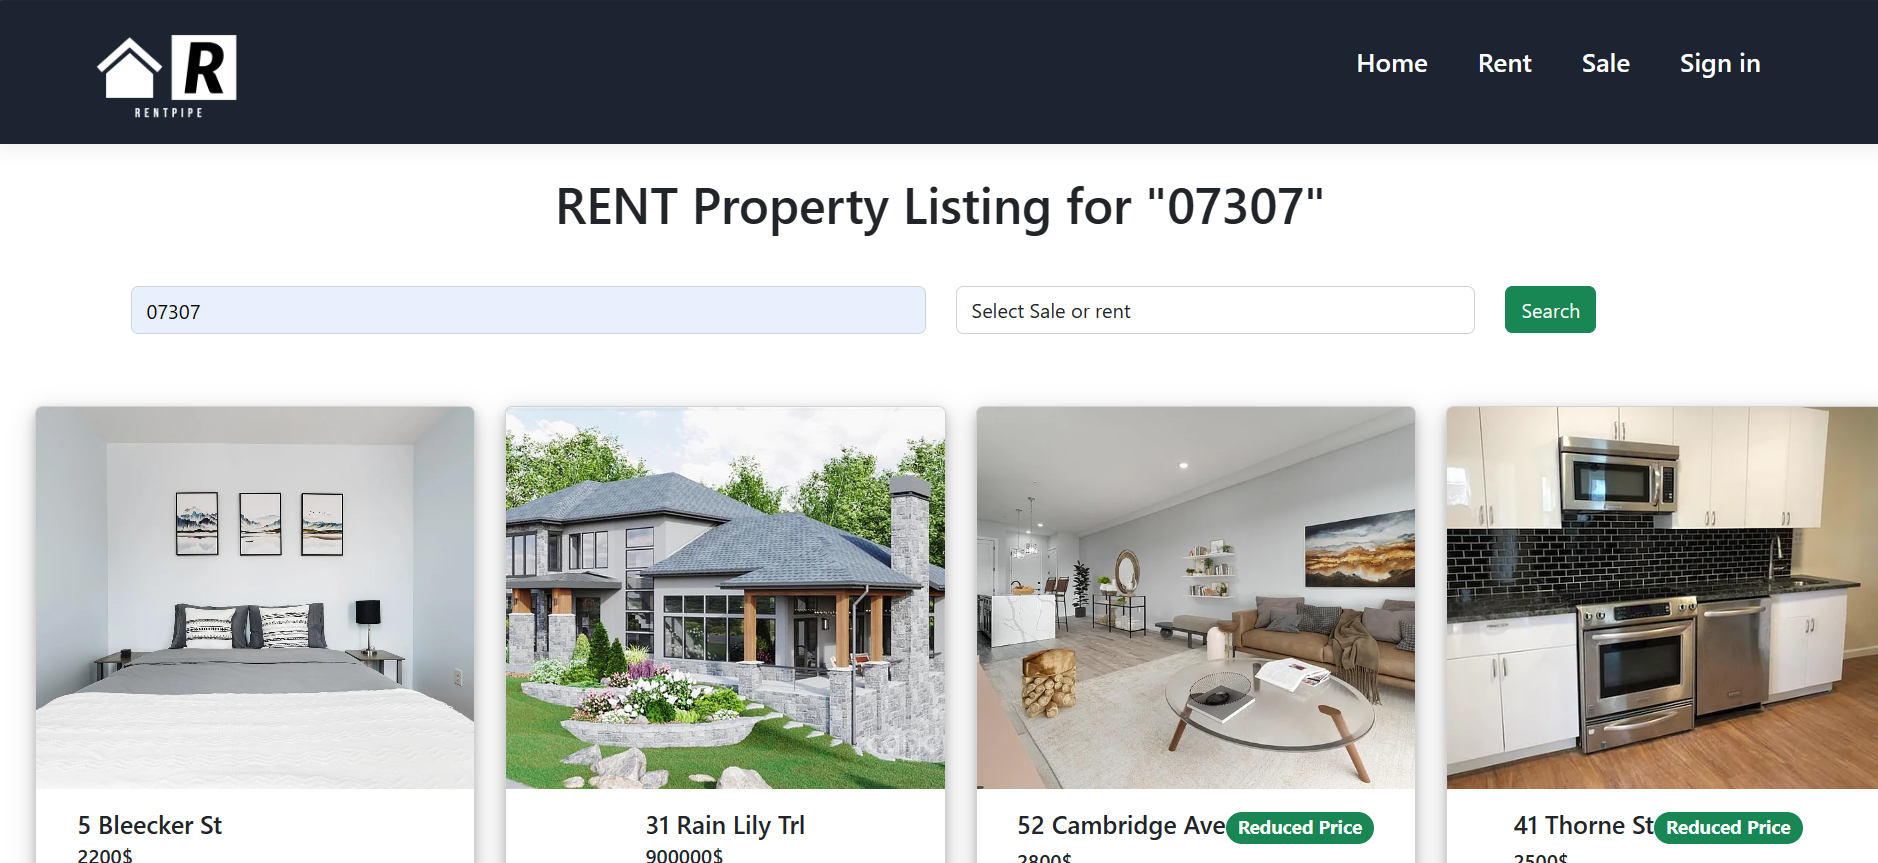 R
RENTPIPE
Home Rent Sale Sign in
RENT Property Listing for "07307"
07307 Select Sale or rent Search
5 Bleecker St 31 Rain Lily Trl 52 Cambridge Ave Reduced Price 41 Thorne St Reduced Price
2200$ 900000$ 2800$ 2500$